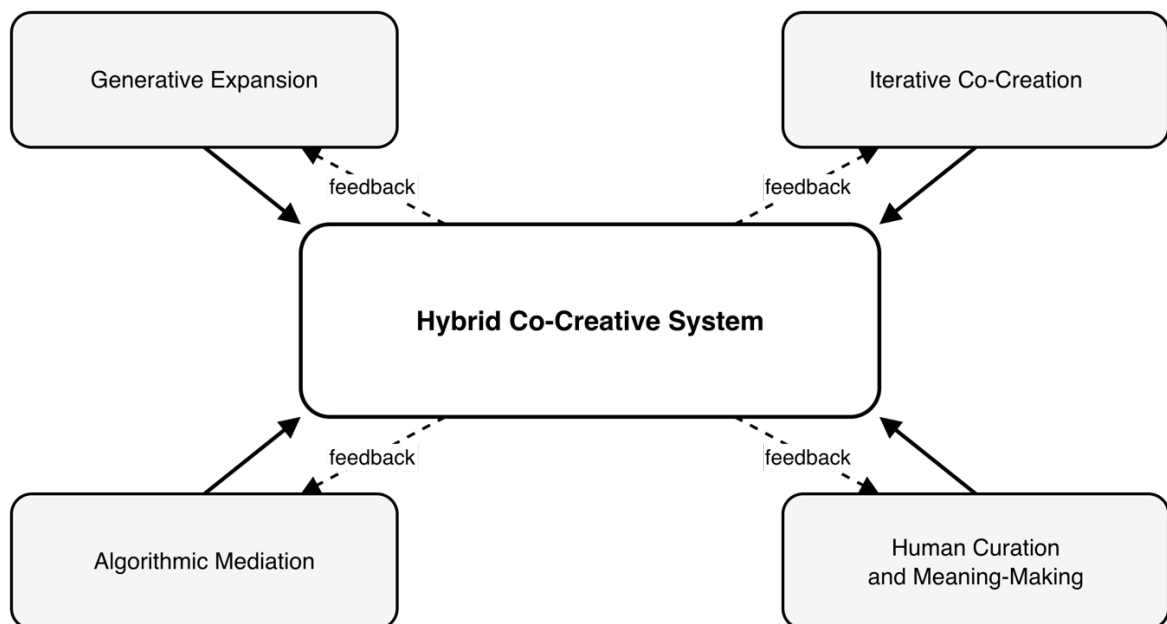 Generative Expansion
Iterative Co-Creation
feedback
feedback
Hybrid Co-Creative System
feedback
feedback
Algorithmic Mediation
Human Curation
and Meaning-Making